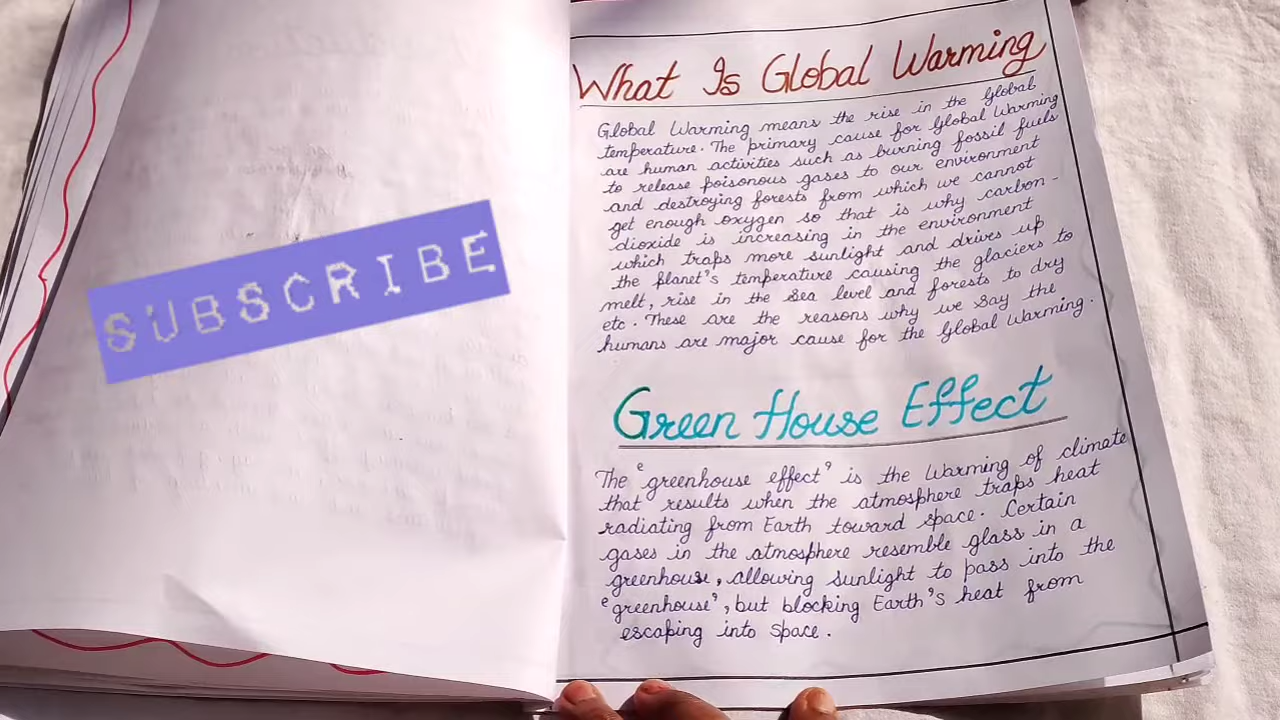 SUBSCRIBE
What Is Global Warming
Global Warming means the rise in the Global
temperature. The primary cause for Global Warming
are human activities such as burning fossil fuels
to release poisonous gases to our environment
and destroying forests from which we cannot
get enough oxygen so that is why carbon-
dioxide is increasing in the environment
which traps more sunlight and drives up
the planet's temperature causing the glaciers to
melt, rise in the Sea level and forests to dry
etc. These are the reasons why we say the
humans are major cause for the Global Warming.
Green House Effect
The "greenhouse effect" is the Warming of climate
that results when the atmosphere traps heat
radiating from Earth toward space. Certain
gases in the atmosphere resemble glass in a
greenhouse, allowing sunlight to pass into the
"greenhouse", but blocking Earth's heat from
escaping into Space.